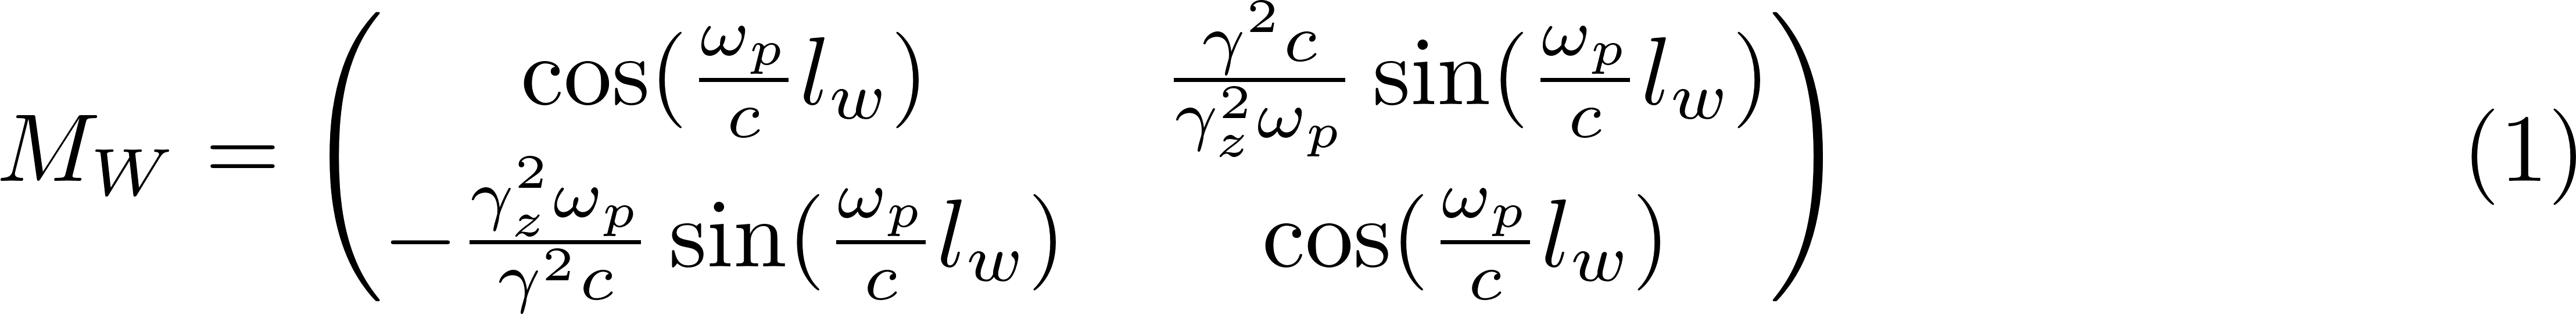 M_W = \begin{pmatrix} \cos(\frac{\omega_p}{c} l_w) & \frac{\gamma^2 c}{\gamma_z^2 \omega_p} \sin(\frac{\omega_p}{c} l_w) \\ -\frac{\gamma_z^2 \omega_p}{\gamma^2 c} \sin(\frac{\omega_p}{c} l_w) & \cos(\frac{\omega_p}{c} l_w) \end{pmatrix} (1)